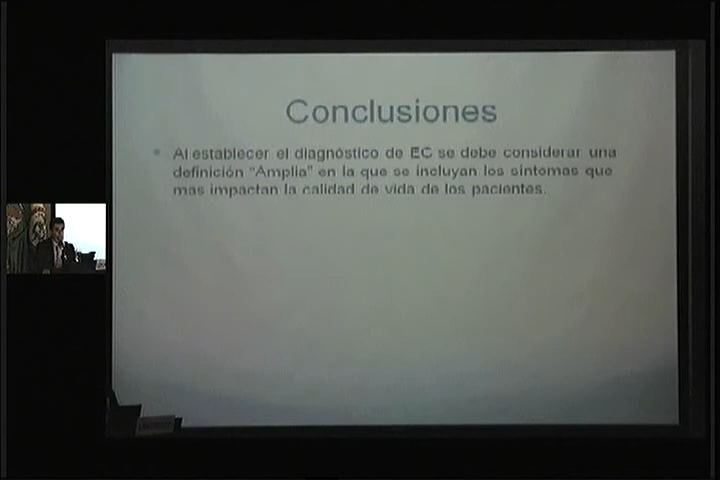 Conclusiones
Al establecer el diagnóstico de EC se debe considerar una
definición "Amplia" en la que se incluyan los sintomas que
mas impactan la calidad de vida de los pacientes.